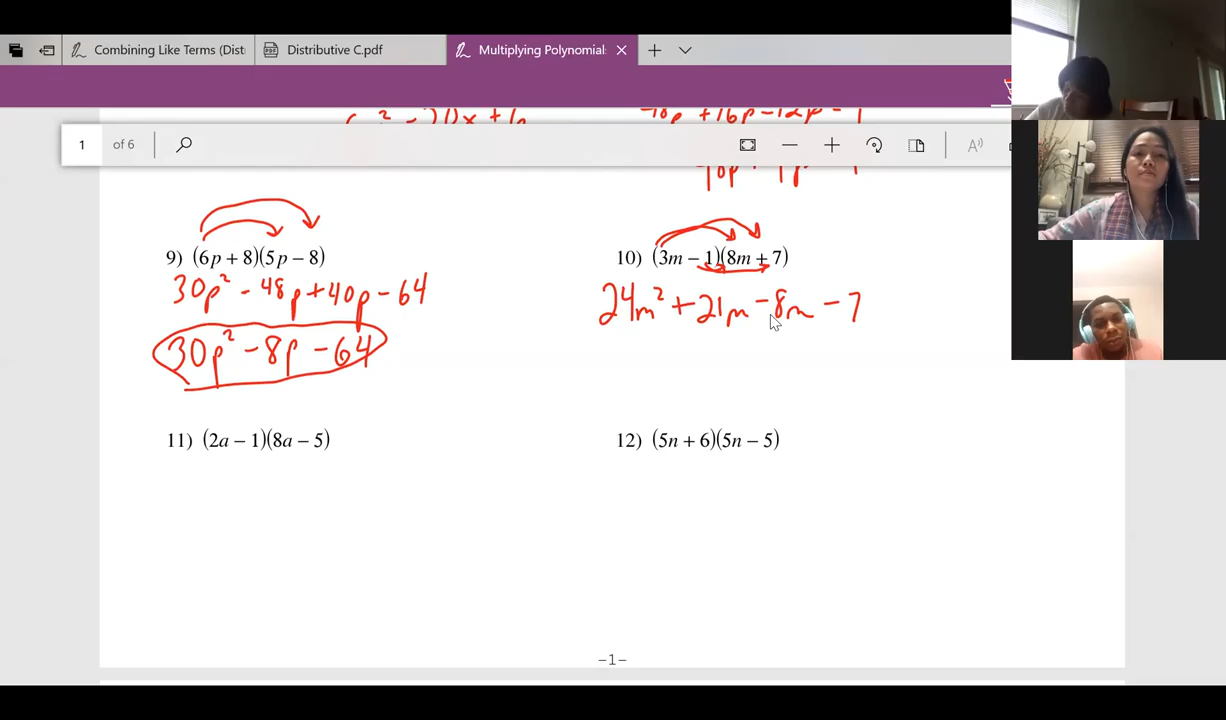 Combining Like Terms (Dist
Distributive C.pdf
Multiplying Polynomial
1 of 6
9) (6p + 8)(5p − 8)
30p² - 48p + 40p - 64
30p² - 8p - 64
10) (3m − 1)(8m + 7)
24m² + 21m - 8m - 7
11) (2a − 1)(8a − 5)
12) (5n + 6)(5n − 5)
−1−